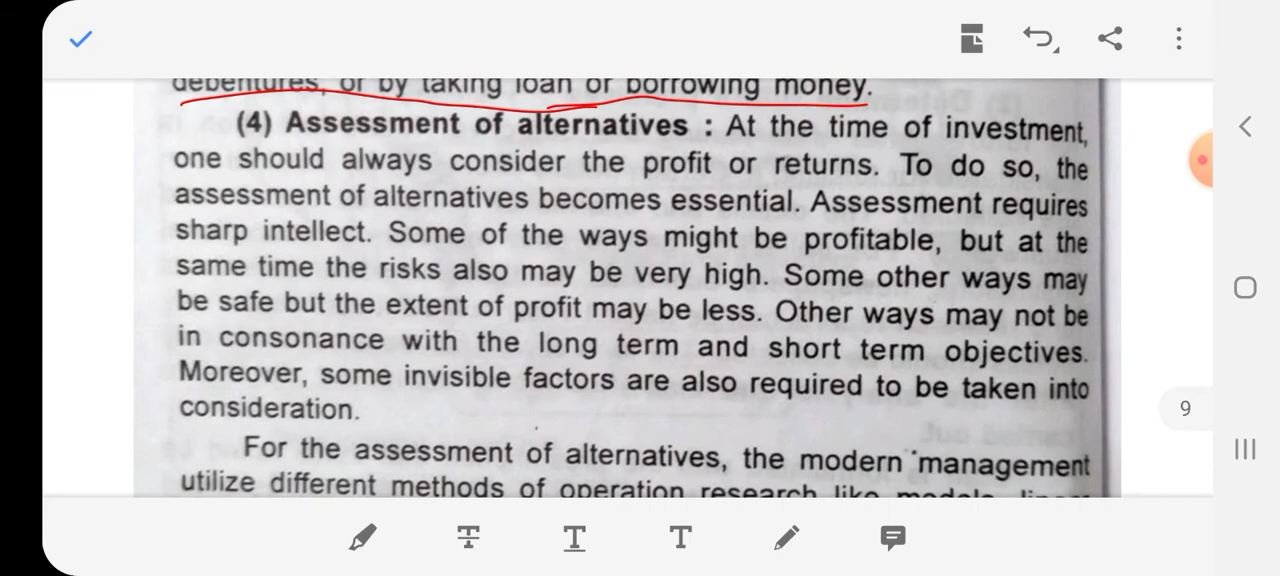 debentures, or by taking loan or borrowing money.
(4) Assessment of alternatives : At the time of investment,
one should always consider the profit or returns. To do so, the
assessment of alternatives becomes essential. Assessment requires
sharp intellect. Some of the ways might be profitable, but at the
same time the risks also may be very high. Some other ways may
be safe but the extent of profit may be less. Other ways may not be
in consonance with the long term and short term objectives.
Moreover, some invisible factors are also required to be taken into
consideration.
9
For the assessment of alternatives, the modern management
utilize different methods of operation research like models, linear